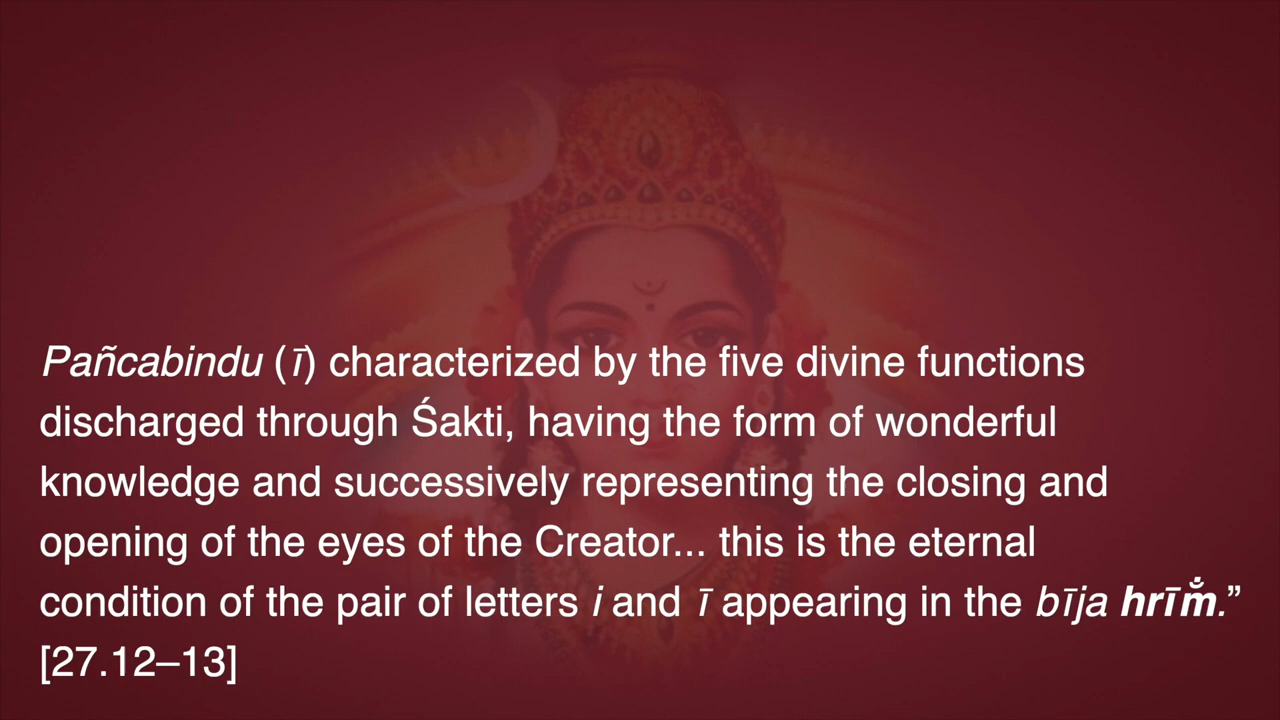 Pañcabindu (ī) characterized by the five divine functions
discharged through Śakti, having the form of wonderful
knowledge and successively representing the closing and
opening of the eyes of the Creator... this is the eternal
condition of the pair of letters i and ī appearing in the bīja hrīm̐.”
[27.12–13]